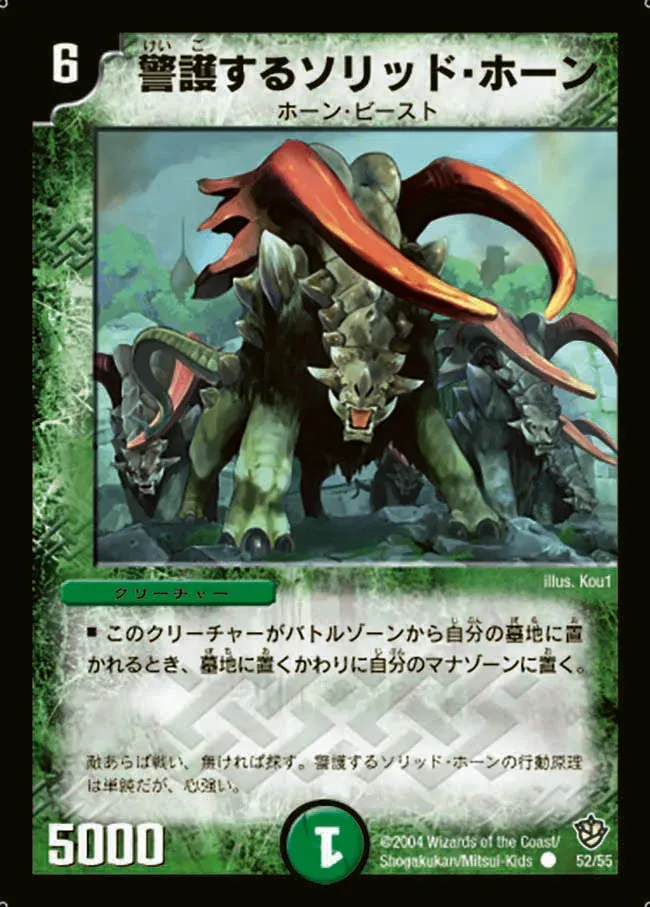 6
けいご
警護するソリッド・ホーン
ホーン・ビースト
illus. Kou1
クリーチャー
■ このクリーチャーがバトルゾーンから自分の墓地に置
かれるとき、墓地に置くかわりに自分のマナゾーンに置く。
敵あらば戦い、無ければ探す。警護するソリッド・ホーンの行動原理
は単純だが、心強い。
5000
1
©2004 Wizards of the Coast/
Shogakukan/Mitsui-Kids
52/55